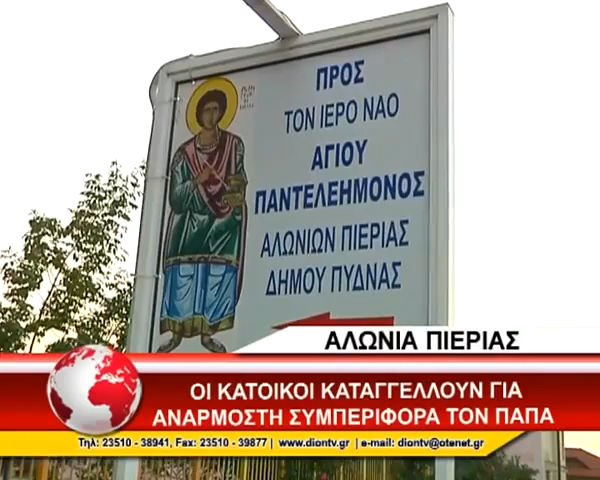 ΠΡΟΣ
ΤΟΝ ΙΕΡΟ ΝΑΟ
ΑΓΙΟΥ
ΠΑΝΤΕΛΕΗΜΟΝΟΣ
ΑΛΩΝΙΩΝ ΠΙΕΡΙΑΣ
ΔΗΜΟΥ ΠΥΔΝΑΣ
ΑΛΩΝΙΑ ΠΙΕΡΙΑΣ
ΟΙ ΚΑΤΟΙΚΟΙ ΚΑΤΑΓΓΕΛΛΟΥΝ ΓΙΑ
ΑΝΑΡΜΟΣΤΗ ΣΥΜΠΕΡΙΦΟΡΑ ΤΟΝ ΠΑΠΑ
Τηλ: 23510 - 38941, Fax: 23510 - 39877 | www.diontv.gr | e-mail: diontv@otenet.gr